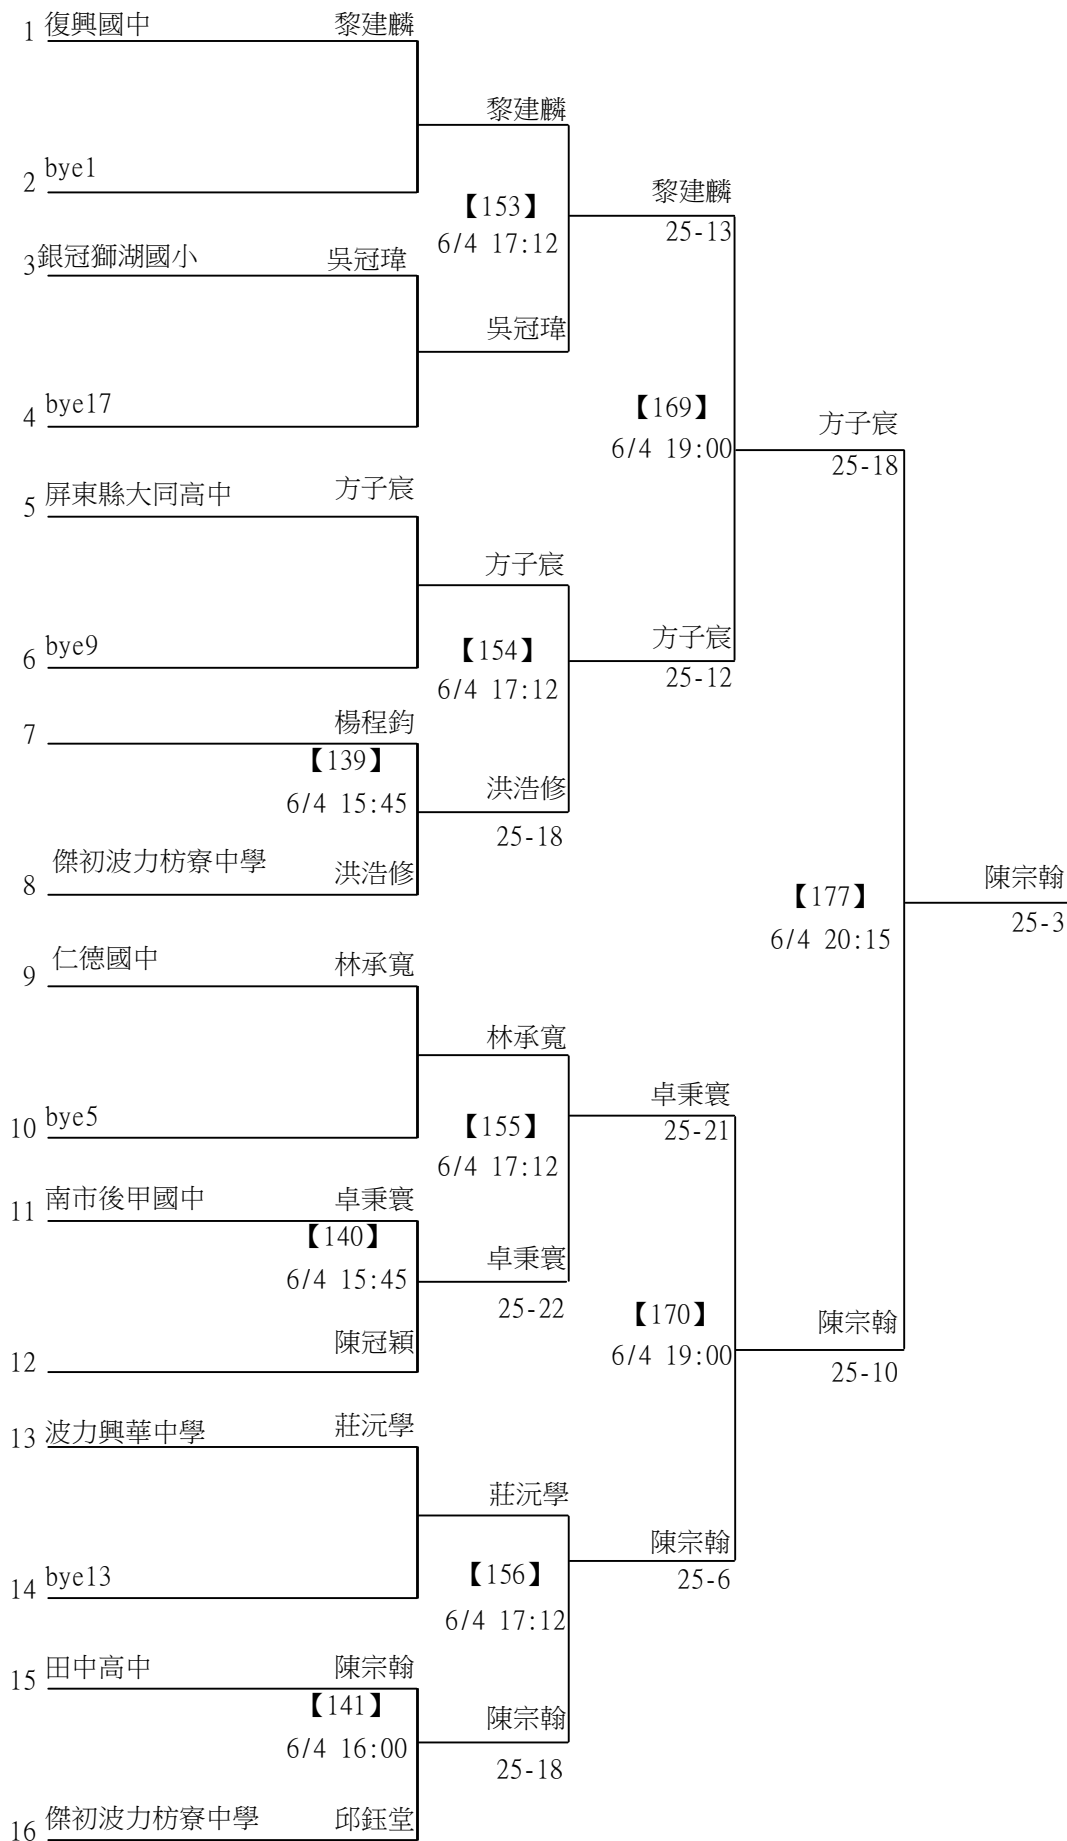 1 復興國中 黎建麟
黎建麟
2 bye1
黎建麟
【153】
25-13
6/4 17:12
3 銀冠獅湖國小 吳冠瑋
吳冠瑋
4 bye17
【169】
方子宸
6/4 19:00
25-18
5 屏東縣大同高中 方子宸
方子宸
6 bye9
方子宸
【154】
25-12
6/4 17:12
7 楊程鈞
【139】
6/4 15:45
洪浩修
25-18
8 傑初波力枋寮中學 洪浩修
陳宗翰
【177】
25-3
6/4 20:15
9 仁德國中 林承寬
林承寬
卓秉寰
10 bye5
【155】
25-21
6/4 17:12
11 南市後甲國中 卓秉寰
【140】
6/4 15:45
卓秉寰
25-22
【170】
陳宗翰
12 陳冠穎
6/4 19:00
25-10
13 波力興華中學 莊沅學
莊沅學
陳宗翰
14 bye13
【156】
25-6
6/4 17:12
15 田中高中 陳宗翰
【141】
6/4 16:00
陳宗翰
25-18
16 傑初波力枋寮中學 邱鈺堂